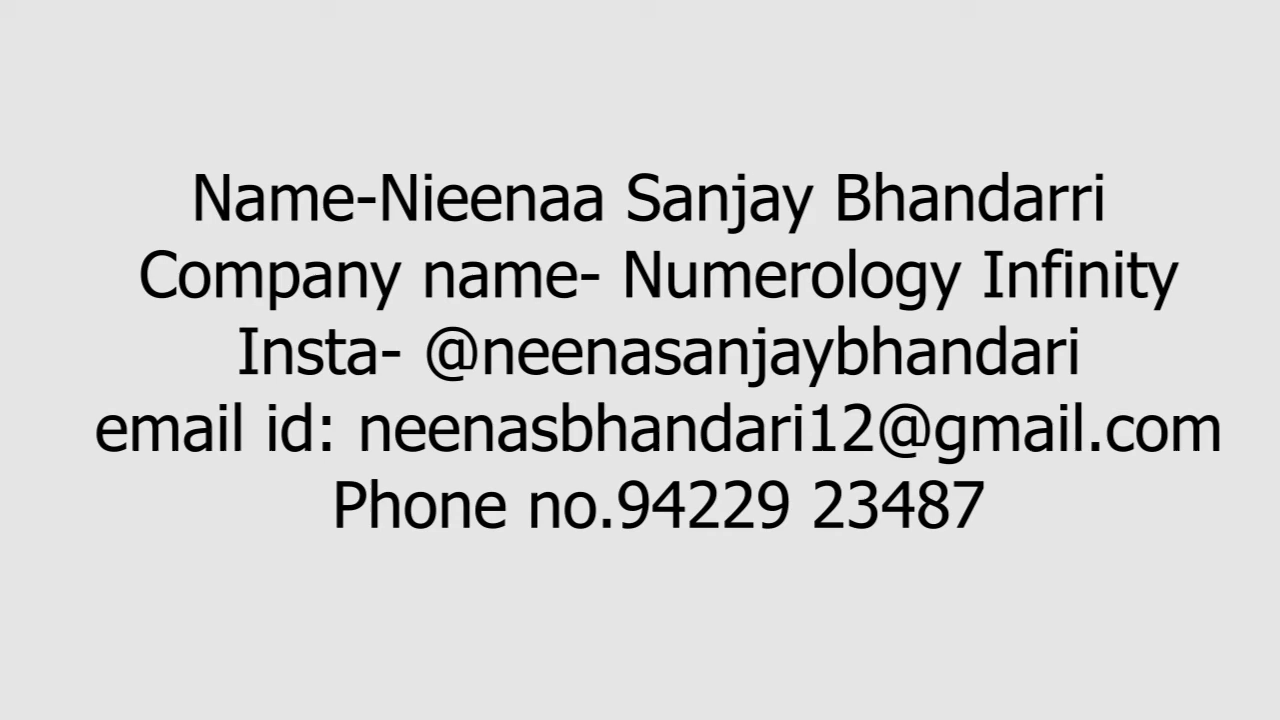 Name-Nieenaa Sanjay Bhandarri
Company name- Numerology Infinity
Insta- @neenasanjaybhandari
email id: neenasbhandari12@gmail.com
Phone no.94229 23487